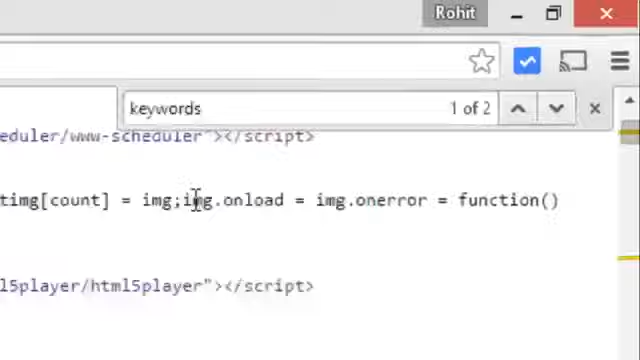 Rohit
keywords 1 of 2
eduler/www-scheduler"></script>
timg[count] = img;img.onload = img.onerror = function()
l5player/html5player"></script>